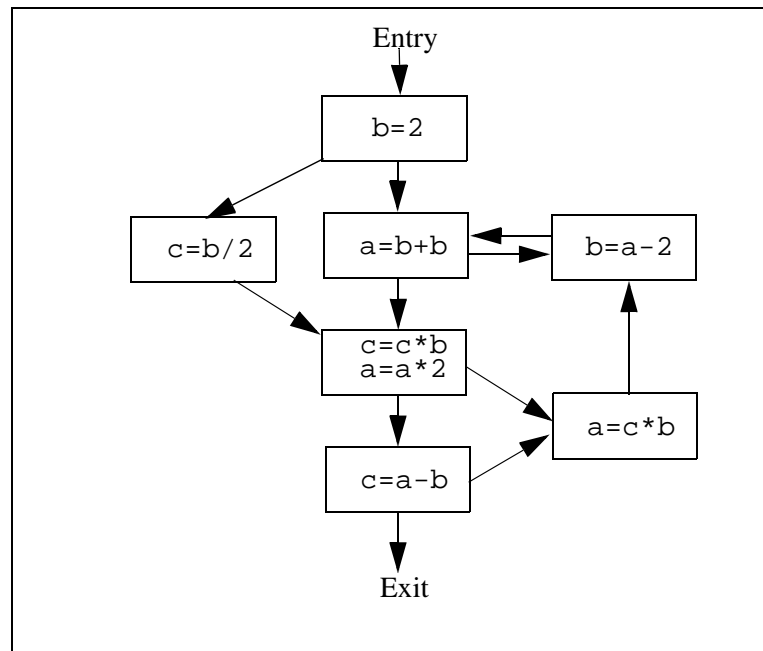 Entry
b=2
c=b/2
a=b+b
b=a-2
c=c*b
a=a*2
a=c*b
c=a-b
Exit